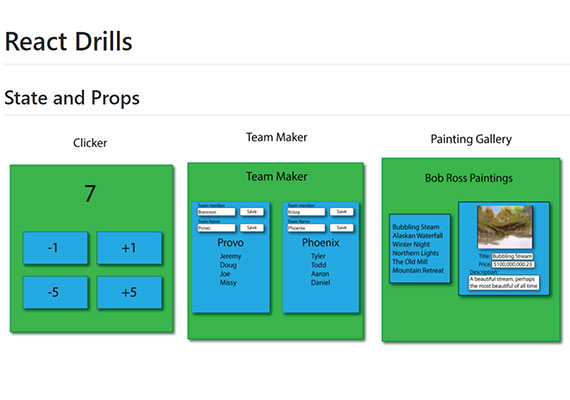 React Drills
State and Props
Clicker
7
-1
+1
-5
+5
Team Maker
Team Maker
Team member
Brennson
Save
Team Name
Provo
Save
Provo
Jeremy
Doug
Joe
Missy
Team member
Krissy
Save
Team Name
Phoenix
Save
Phoenix
Tyler
Todd
Aaron
Daniel
Painting Gallery
Bob Ross Paintings
Bubbling Steam
Alaskan Waterfall
Winter Night
Northern Lights
The Old Mill
Mountain Retreat
Title: Bubbling Stream
Price: $100,000,000.23
Description:
A beautiful stream, perhaps
the most beautiful of all time